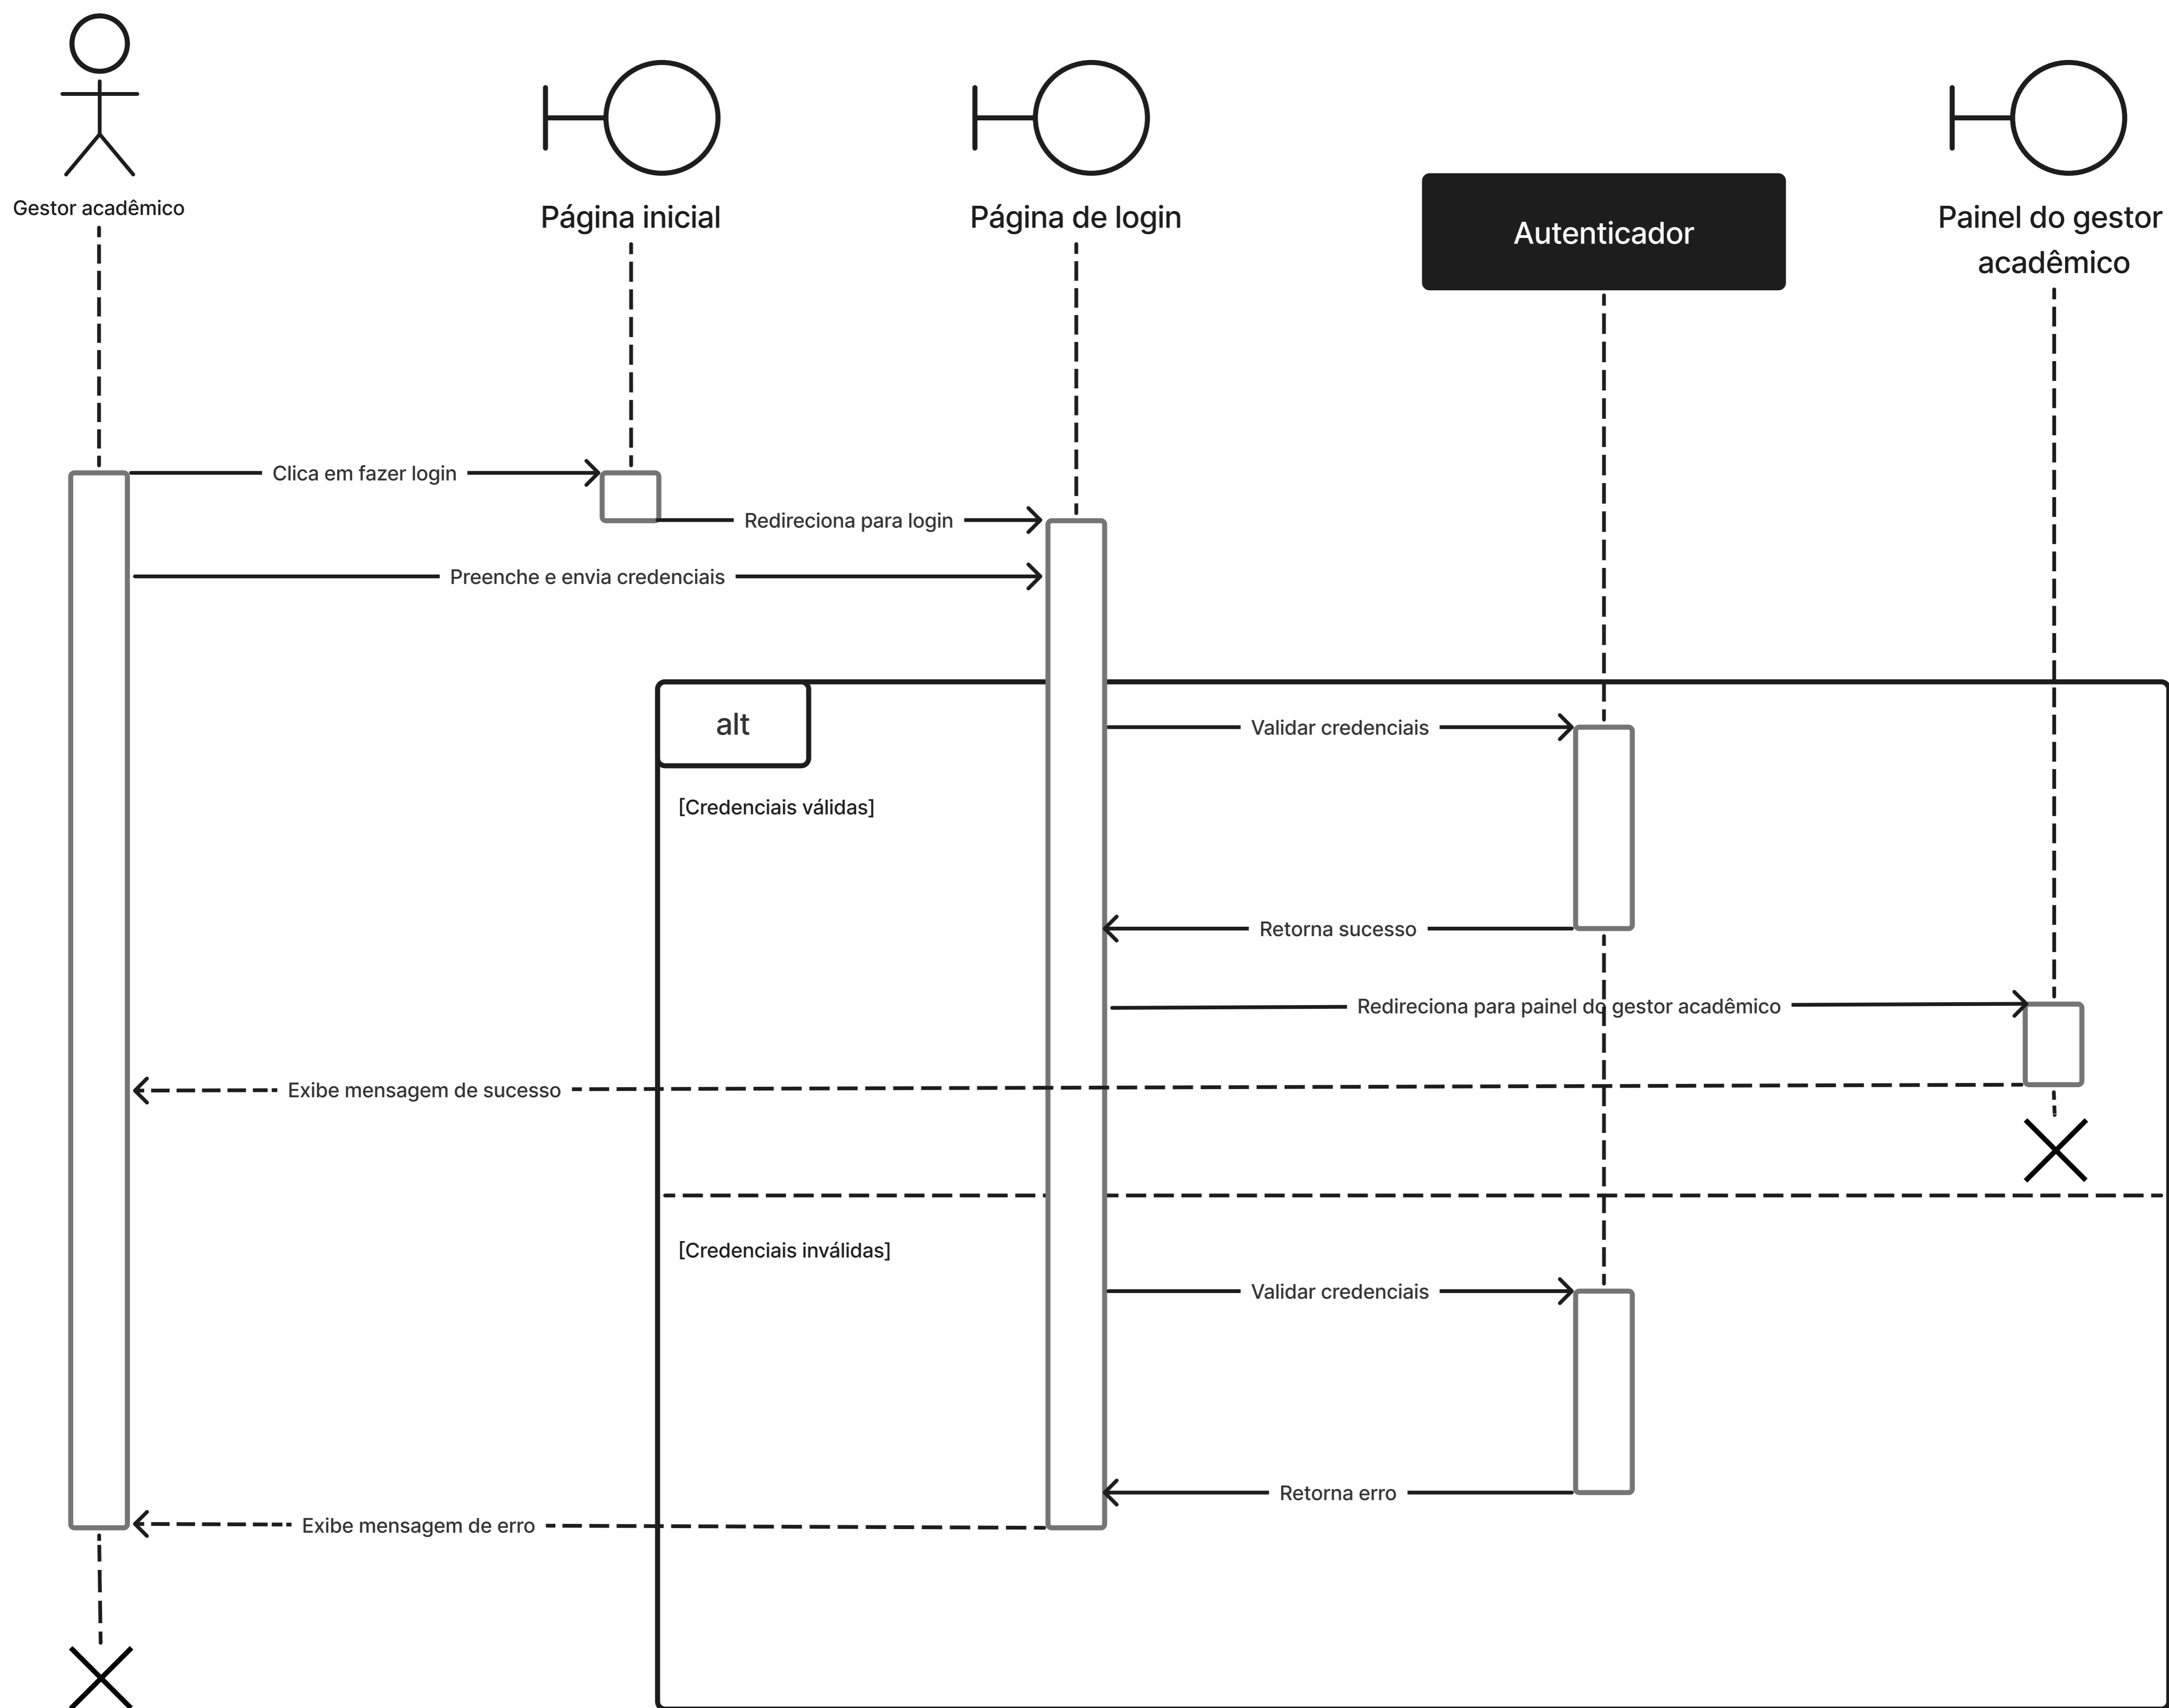 Gestor acadêmico
Página inicial
Página de login
Autenticador
Painel do gestor
acadêmico
Clica em fazer login
Redireciona para login
Preenche e envia credenciais
alt
Validar credenciais
[Credenciais válidas]
Retorna sucesso
Redireciona para painel do gestor acadêmico
Exibe mensagem de sucesso
[Credenciais inválidas]
Validar credenciais
Retorna erro
Exibe mensagem de erro